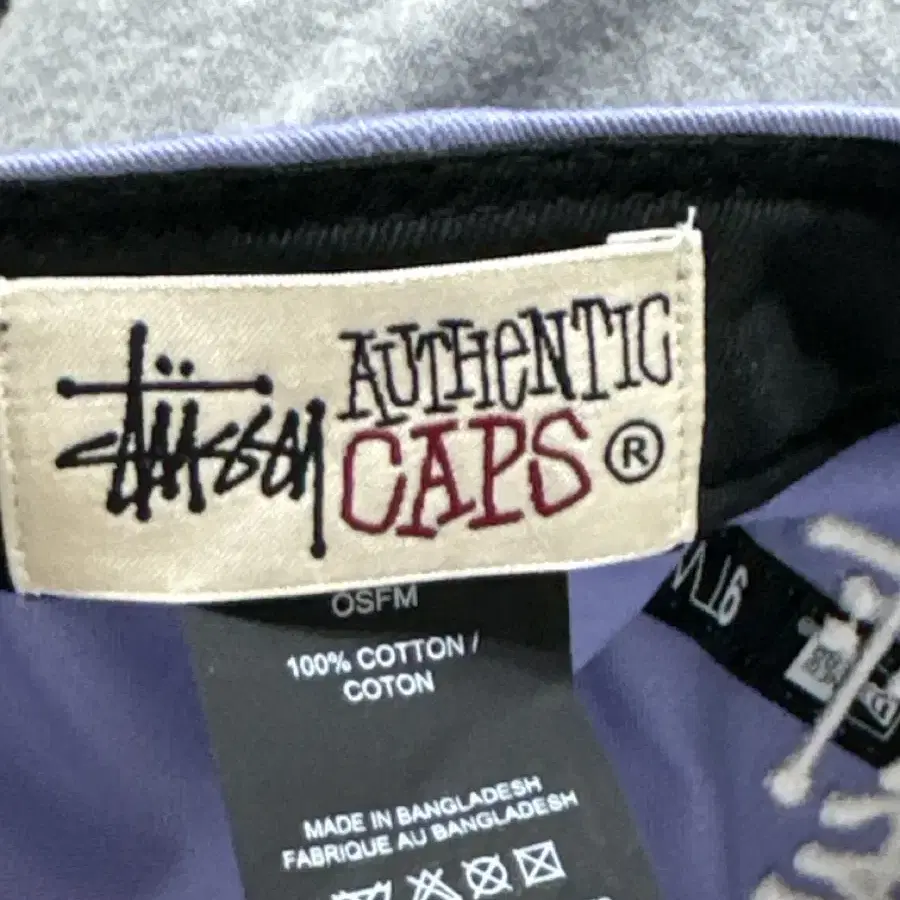 Stüssy AUTHENTIC
CAPS ®
OSFM
100% COTTON /
COTON
MADE IN BANGLADESH
FABRIQUE AU BANGLADESH